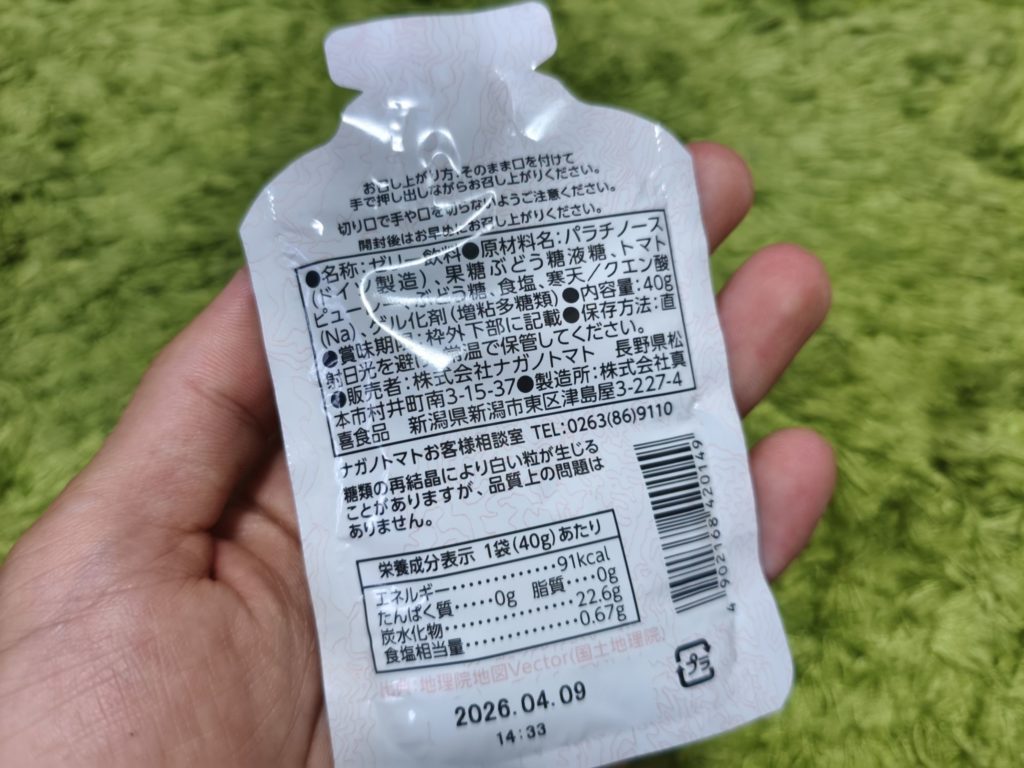 お召し上がり方 そのまま口を付けて
手で押し出しながらお召し上がりください。
切り口で手や口を切らないようご注意ください。
開封後はお早めにお召し上がりください。
●名称:ゼリー飲料●原材料名:パラチノース
(ドイツ製造)、果糖ぶどう糖液糖、トマト
ピュー ぶどう糖、食塩、寒天/クエン酸
(Na)、ゲル化剤(増粘多糖類)●内容量:40g
●賞味期限:枠外下部に記載●保存方法:直
射日光を避け、常温で保管してください。
●販売者:株式会社ナガノトマト 長野県松
本市村井町南3-15-37●製造所:株式会社真
喜食品 新潟県新潟市東区津島屋3-227-4
ナガノトマトお客様相談室 TEL:0263(86)9110
糖類の再結晶により白い粒が生じる
ことがありますが、品質上の問題は
ありません。
栄養成分表示 1袋(40g)あたり
エネルギー……………91kcal
たんぱく質……0g 脂質……0g
炭水化物……………22.6g
食塩相当量……………0.67g
地理院地図Vector(国土地理院)
2026.04.09
14:33
4 902168 420149
プラ